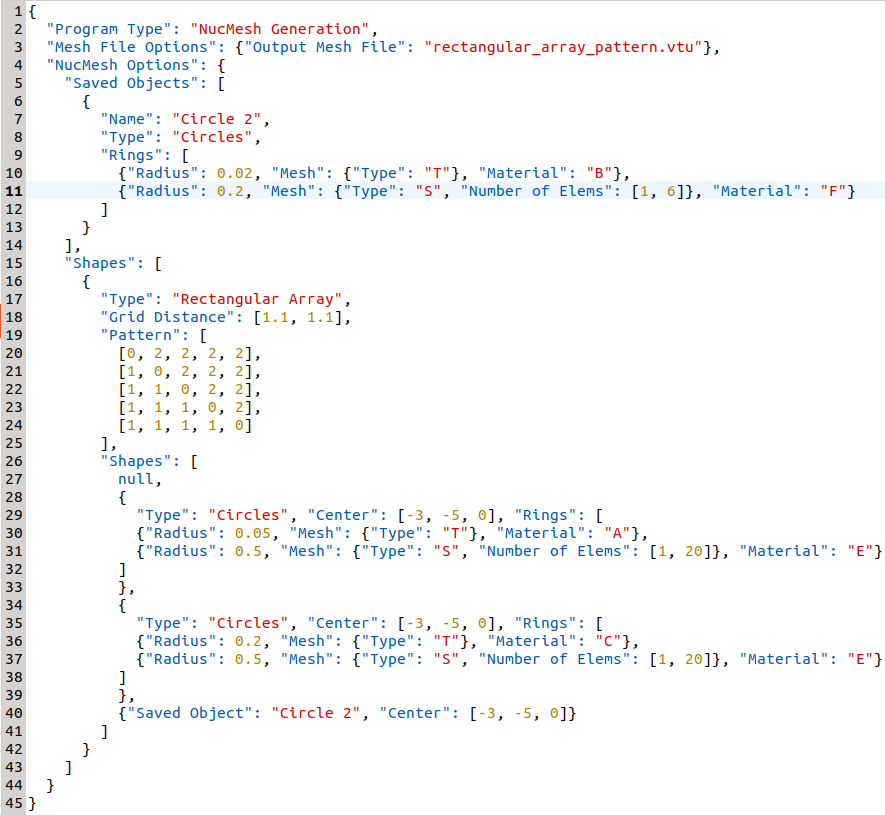 1 {
2   "Program Type": "NucMesh Generation",
3   "Mesh File Options": {"Output Mesh File": "rectangular_array_pattern.vtu"},
4   "NucMesh Options": {
5     "Saved Objects": [
6       {
7         "Name": "Circle 2",
8         "Type": "Circles",
9         "Rings": [
10           {"Radius": 0.02, "Mesh": {"Type": "T"}, "Material": "B"},
11           {"Radius": 0.2, "Mesh": {"Type": "S", "Number of Elems": [1, 6]}, "Material": "F"}
12         ]
13       }
14     ],
15     "Shapes": [
16       {
17         "Type": "Rectangular Array",
18         "Grid Distance": [1.1, 1.1],
19         "Pattern": [
20           [0, 2, 2, 2, 2],
21           [1, 0, 2, 2, 2],
22           [1, 1, 0, 2, 2],
23           [1, 1, 1, 0, 2],
24           [1, 1, 1, 1, 0]
25         ],
26         "Shapes": [
27           null,
28           {
29             "Type": "Circles", "Center": [-3, -5, 0], "Rings": [
30             {"Radius": 0.05, "Mesh": {"Type": "T"}, "Material": "A"},
31             {"Radius": 0.5, "Mesh": {"Type": "S", "Number of Elems": [1, 20]}, "Material": "E"}
32           ]
33           },
34           {
35             "Type": "Circles", "Center": [-3, -5, 0], "Rings": [
36             {"Radius": 0.2, "Mesh": {"Type": "T"}, "Material": "C"},
37             {"Radius": 0.5, "Mesh": {"Type": "S", "Number of Elems": [1, 20]}, "Material": "E"}
38           ]
39           },
40           {"Saved Object": "Circle 2", "Center": [-3, -5, 0]}
41         ]
42       }
43     ]
44   }
45 }